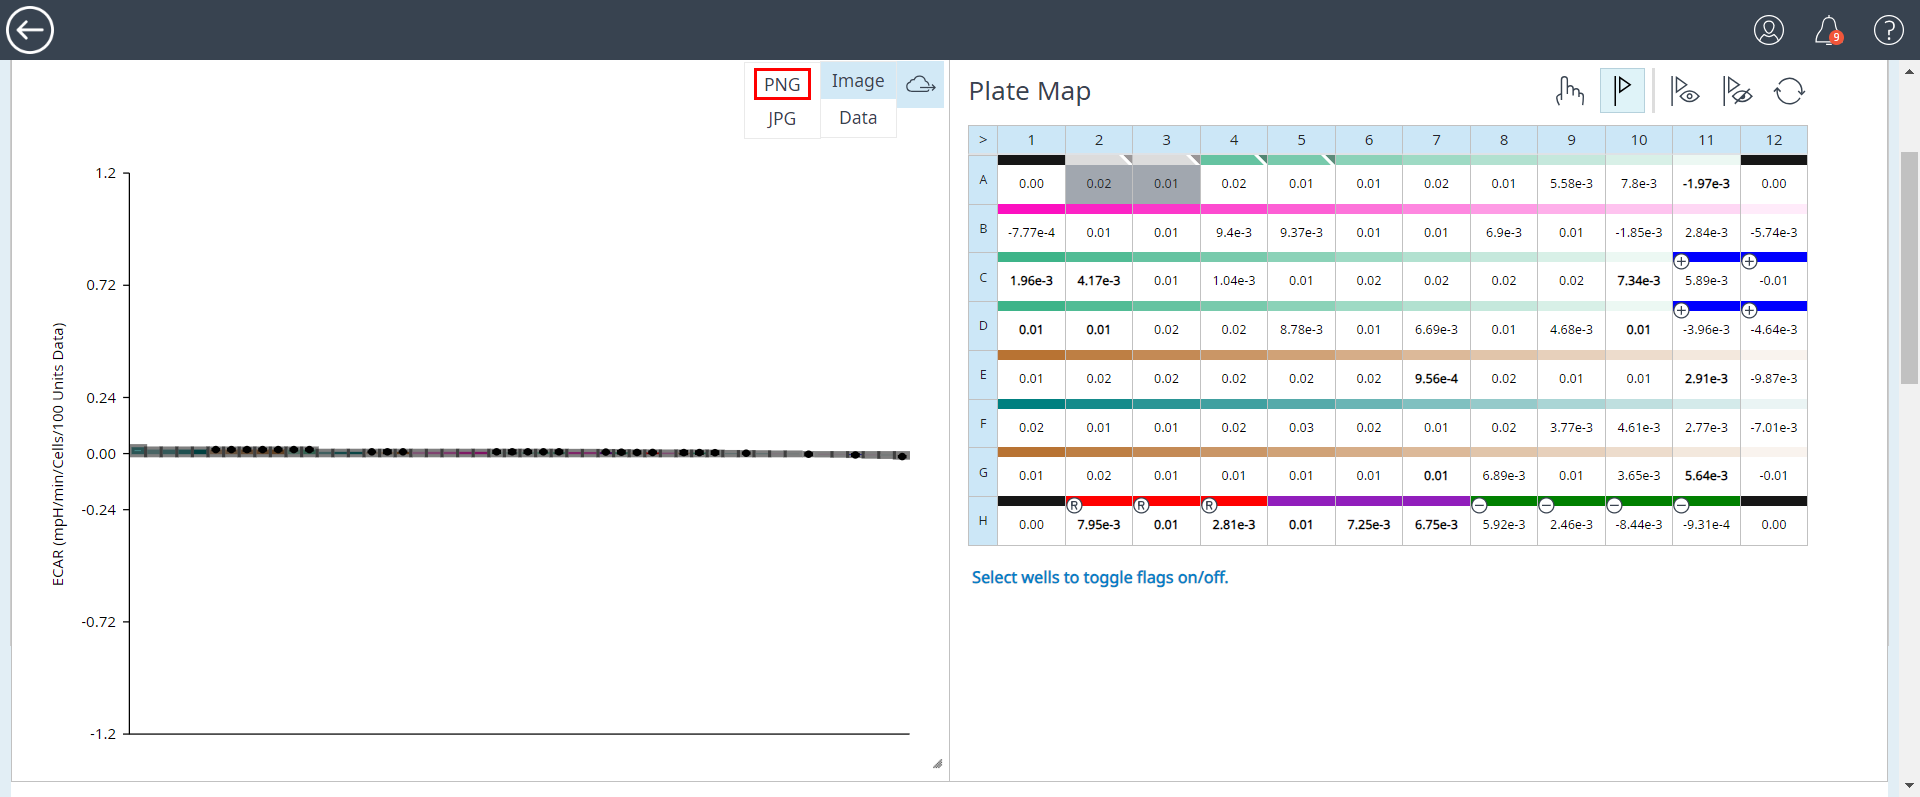 9
?
PNG Image
JPG Data
1.2
0.72
0.24
0.00
-0.24
-0.72
-1.2
ECAR (mpH/min/Cells/100 Units Data)
Plate Map
> 1 2 3 4 5 6 7 8 9 10 11 12
A 0.00 0.02 0.01 0.02 0.01 0.01 0.02 0.01 5.58e-3 7.8e-3 -1.97e-3 0.00
B -7.77e-4 0.01 0.01 9.4e-3 9.37e-3 0.01 0.01 6.9e-3 0.01 -1.85e-3 2.84e-3 -5.74e-3
+ +
C 1.96e-3 4.17e-3 0.01 1.04e-3 0.01 0.02 0.02 0.02 0.02 7.34e-3 5.89e-3 -0.01
+ +
D 0.01 0.01 0.02 0.02 8.78e-3 0.01 6.69e-3 0.01 4.68e-3 0.01 -3.96e-3 -4.64e-3
E 0.01 0.02 0.02 0.02 0.02 0.02 9.56e-4 0.02 0.01 0.01 2.91e-3 -9.87e-3
F 0.02 0.01 0.01 0.02 0.03 0.02 0.01 0.02 3.77e-3 4.61e-3 2.77e-3 -7.01e-3
G 0.01 0.02 0.01 0.01 0.01 0.01 0.01 6.89e-3 0.01 3.65e-3 5.64e-3 -0.01
R R R − − − −
H 0.00 7.95e-3 0.01 2.81e-3 0.01 7.25e-3 6.75e-3 5.92e-3 2.46e-3 -8.44e-3 -9.31e-4 0.00
Select wells to toggle flags on/off.